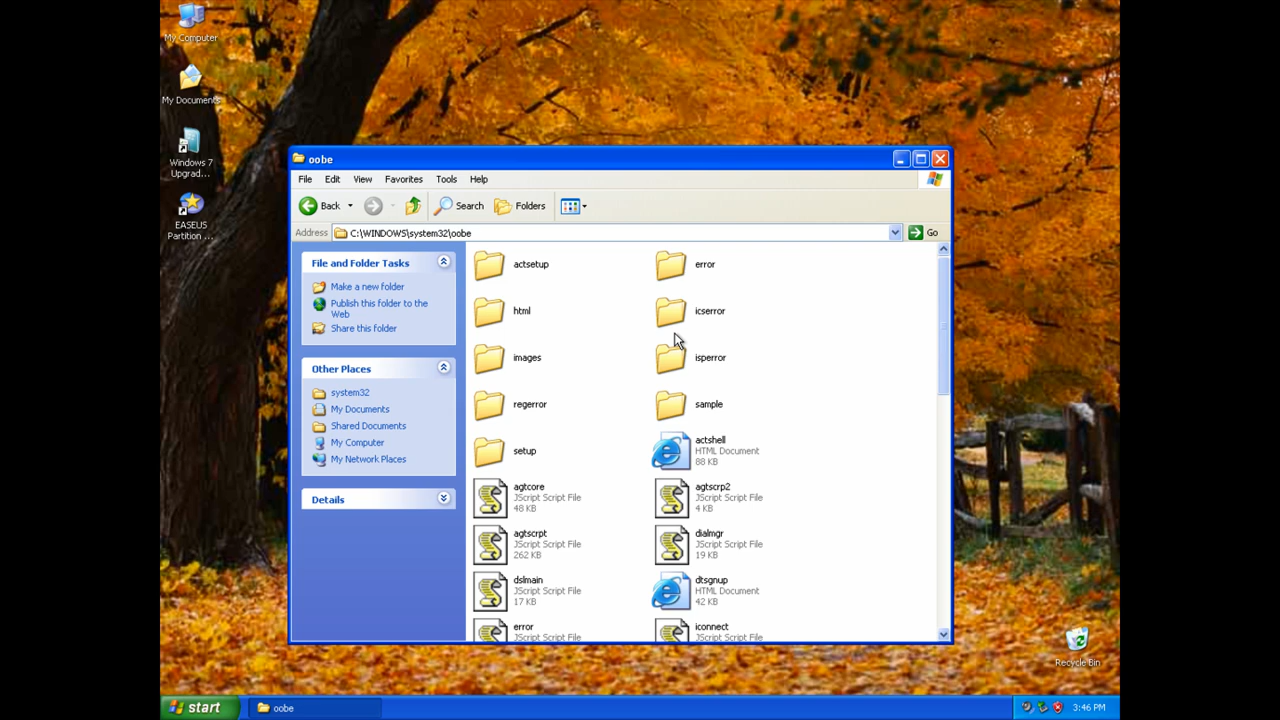 My Computer
My Documents
Windows 7
Upgrad...
EASEUS
Partition ...
oobe
File Edit View Favorites Tools Help
Back Search Folders
Address C:\WINDOWS\system32\oobe Go
File and Folder Tasks
Make a new folder
Publish this folder to the
Web
Share this folder
Other Places
system32
My Documents
Shared Documents
My Computer
My Network Places
Details
actsetup
error
html
icserror
images
isperror
regerror
sample
setup
actshell
HTML Document
88 KB
agtcore
JScript Script File
48 KB
agtscrp2
JScript Script File
4 KB
agtscrpt
JScript Script File
262 KB
dialmgr
JScript Script File
19 KB
dslmain
JScript Script File
17 KB
dtsgnup
HTML Document
42 KB
error
JScript Script File
iconnect
JScript Script File
Recycle Bin
start
oobe
3:46 PM